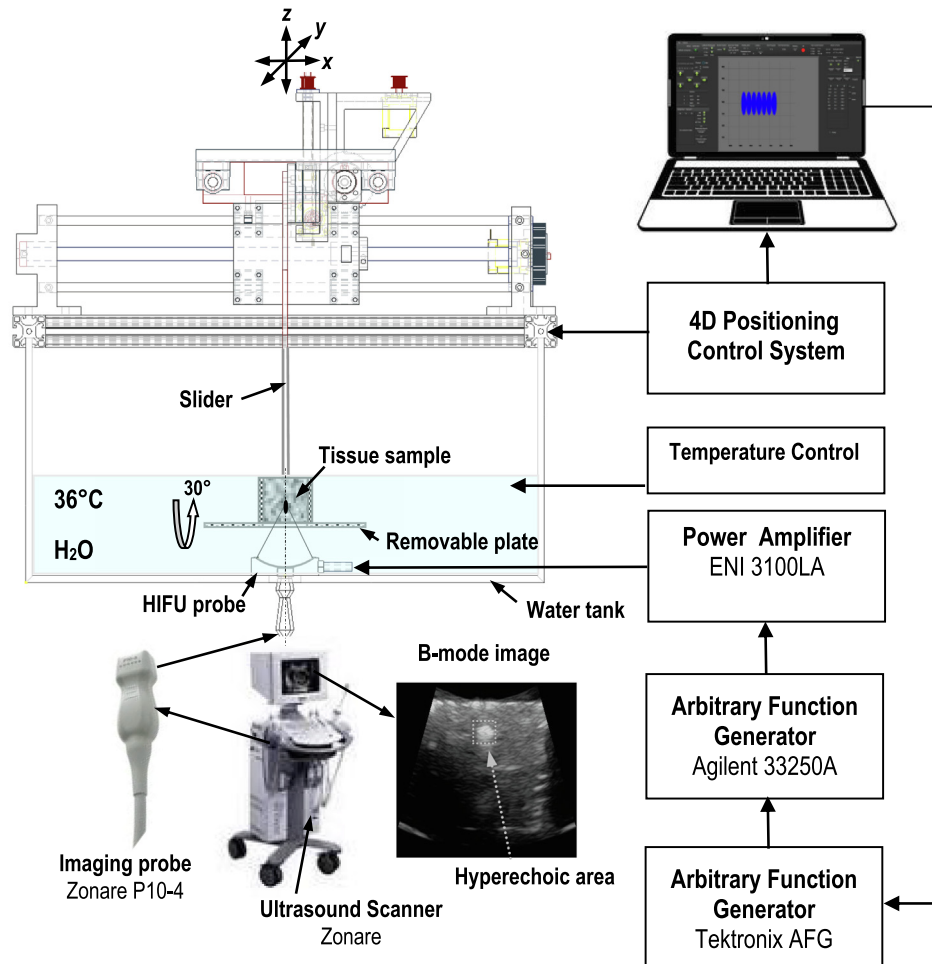 z
y
x
4D Positioning
Control System
Slider
Tissue sample
Temperature Control
36°C
30°
H₂O
Removable plate
Power Amplifier
ENI 3100LA
HIFU probe
Water tank
B-mode image
Arbitrary Function
Generator
Agilent 33250A
Imaging probe
Zonare P10-4
Hyperechoic area
Ultrasound Scanner
Zonare
Arbitrary Function
Generator
Tektronix AFG